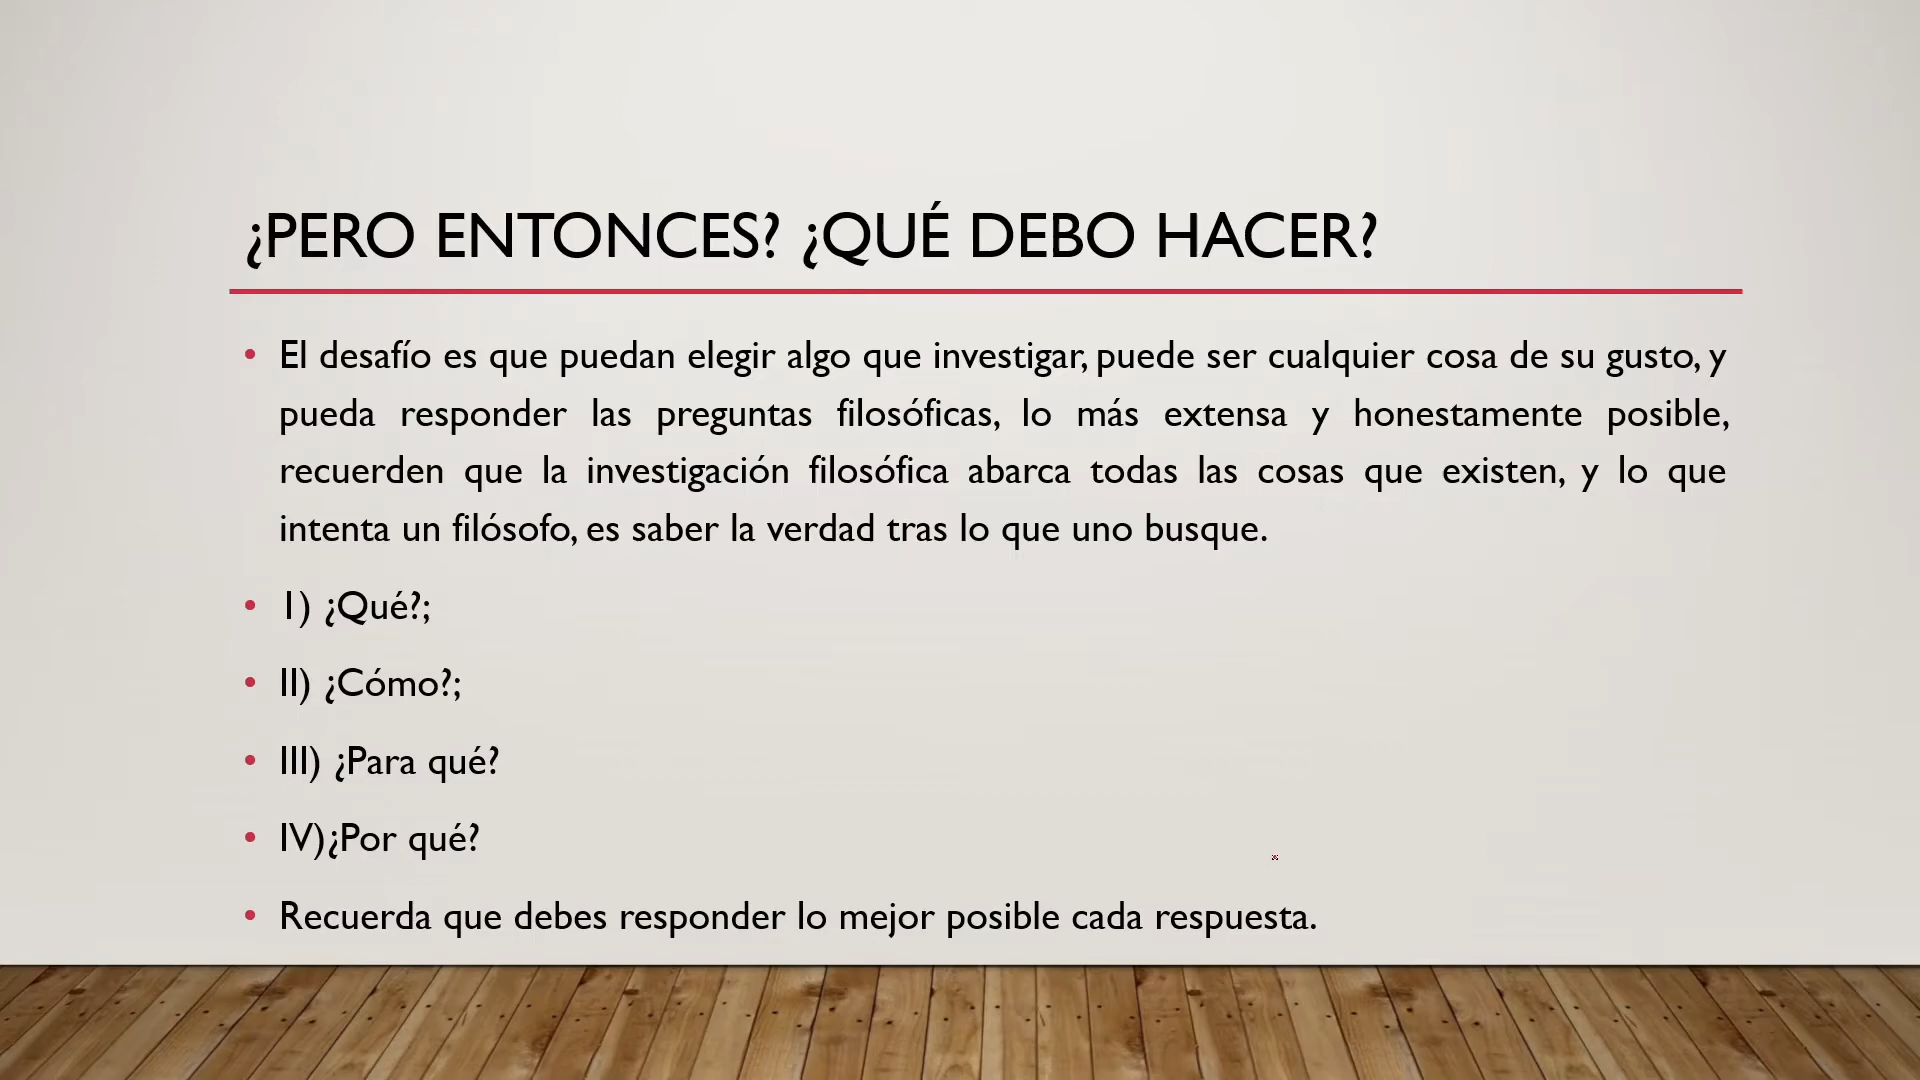 ¿PERO ENTONCES? ¿QUÉ DEBO HACER?
• El desafío es que puedan elegir algo que investigar, puede ser cualquier cosa de su gusto, y
pueda responder las preguntas filosóficas, lo más extensa y honestamente posible,
recuerden que la investigación filosófica abarca todas las cosas que existen, y lo que
intenta un filósofo, es saber la verdad tras lo que uno busque.
• 1) ¿Qué?;
• II) ¿Cómo?;
• III) ¿Para qué?
• IV)¿Por qué?
• Recuerda que debes responder lo mejor posible cada respuesta.